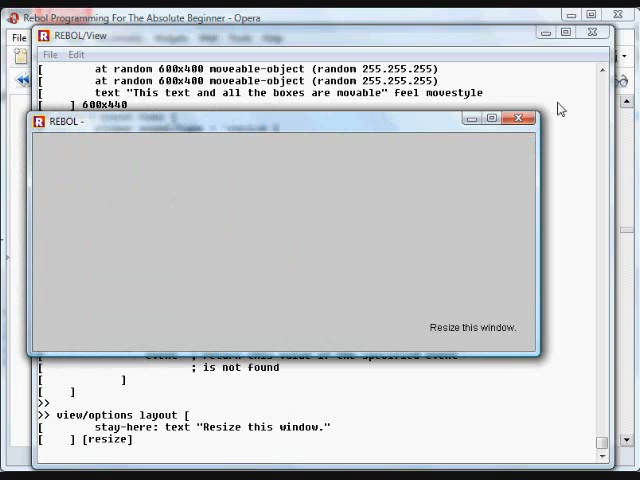 Rebol Programming For The Absolute Beginner - Opera
File
REBOL/View
File Edit
[ at random 600x400 moveable-object (random 255.255.255)
[ at random 600x400 moveable-object (random 255.255.255)
[ text "This text and all the boxes are movable" feel movestyle
[ ] 600x440
REBOL -
Resize this window.
[ ; is not found
[ ]
[ ]
>>
>> view/options layout [
[ stay-here: text "Resize this window."
[ ] [resize]